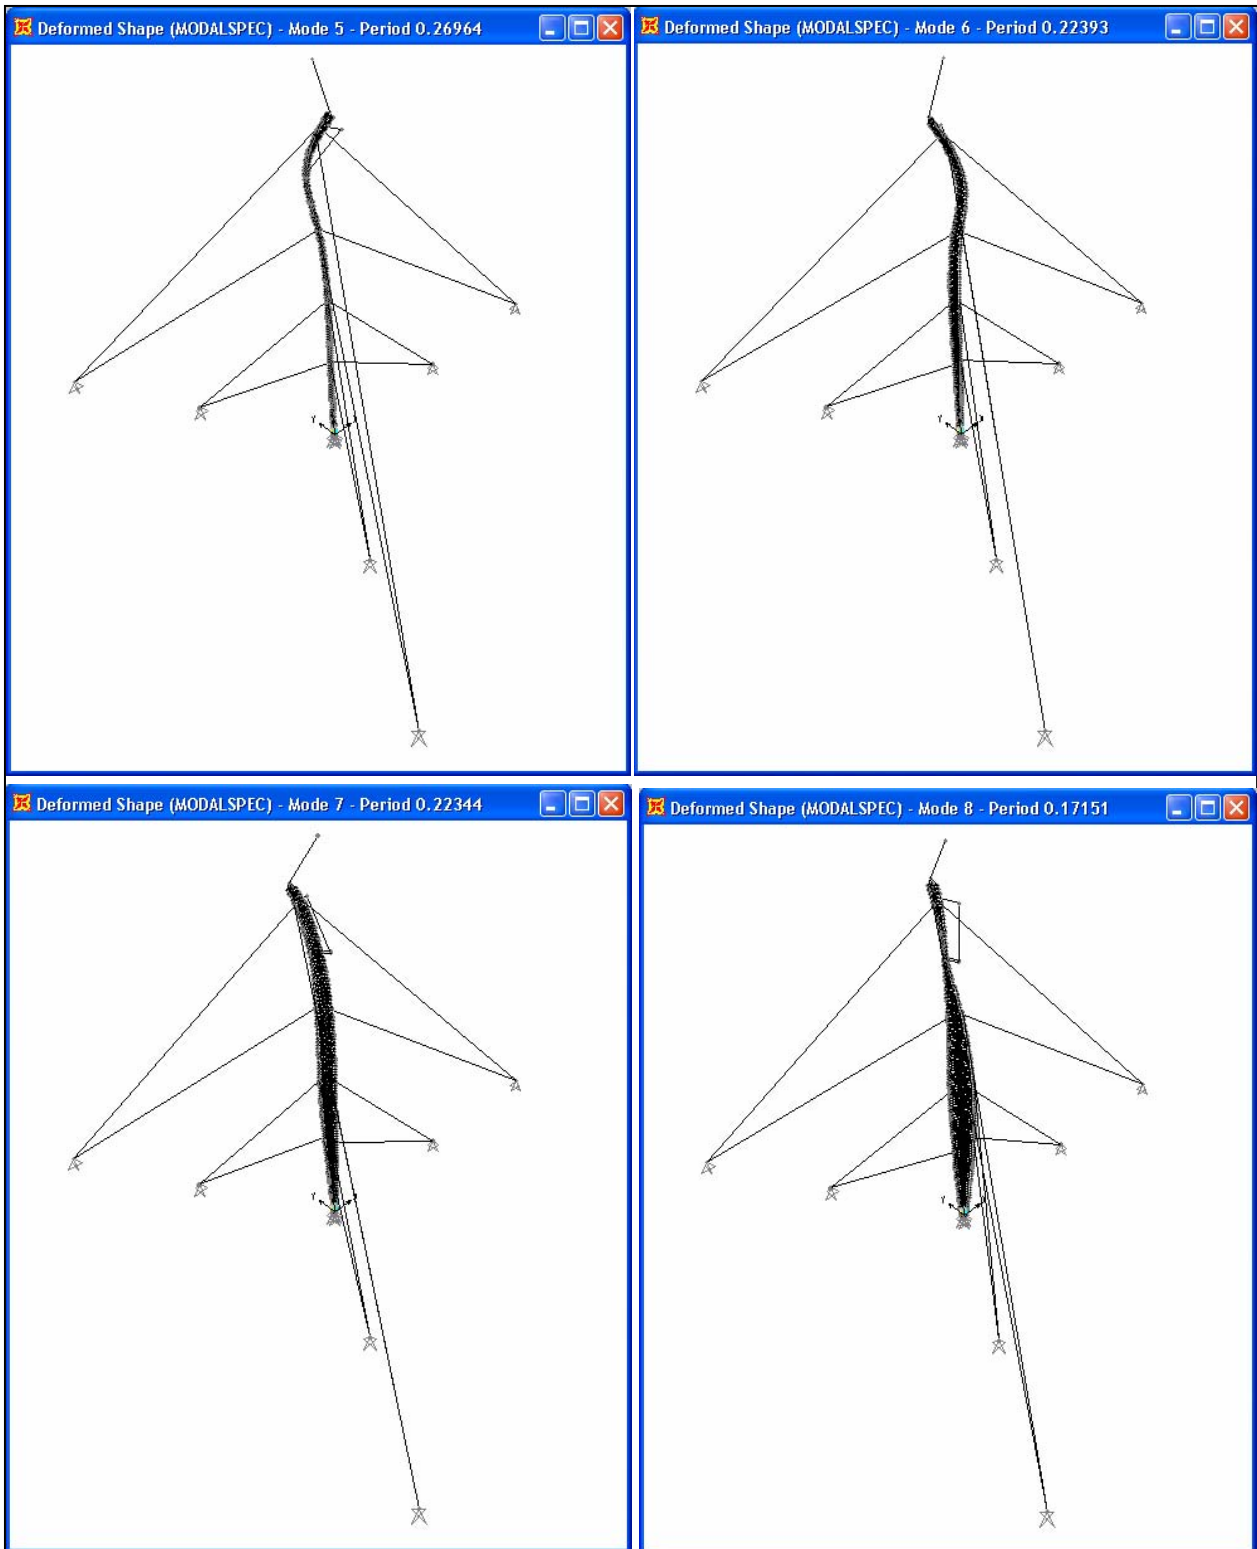 Deformed Shape (MODALSPEC) - Mode 5 - Period 0.26964
Deformed Shape (MODALSPEC) - Mode 6 - Period 0.22393
Y
Y
Deformed Shape (MODALSPEC) - Mode 7 - Period 0.22344
Deformed Shape (MODALSPEC) - Mode 8 - Period 0.17151
Y
Y